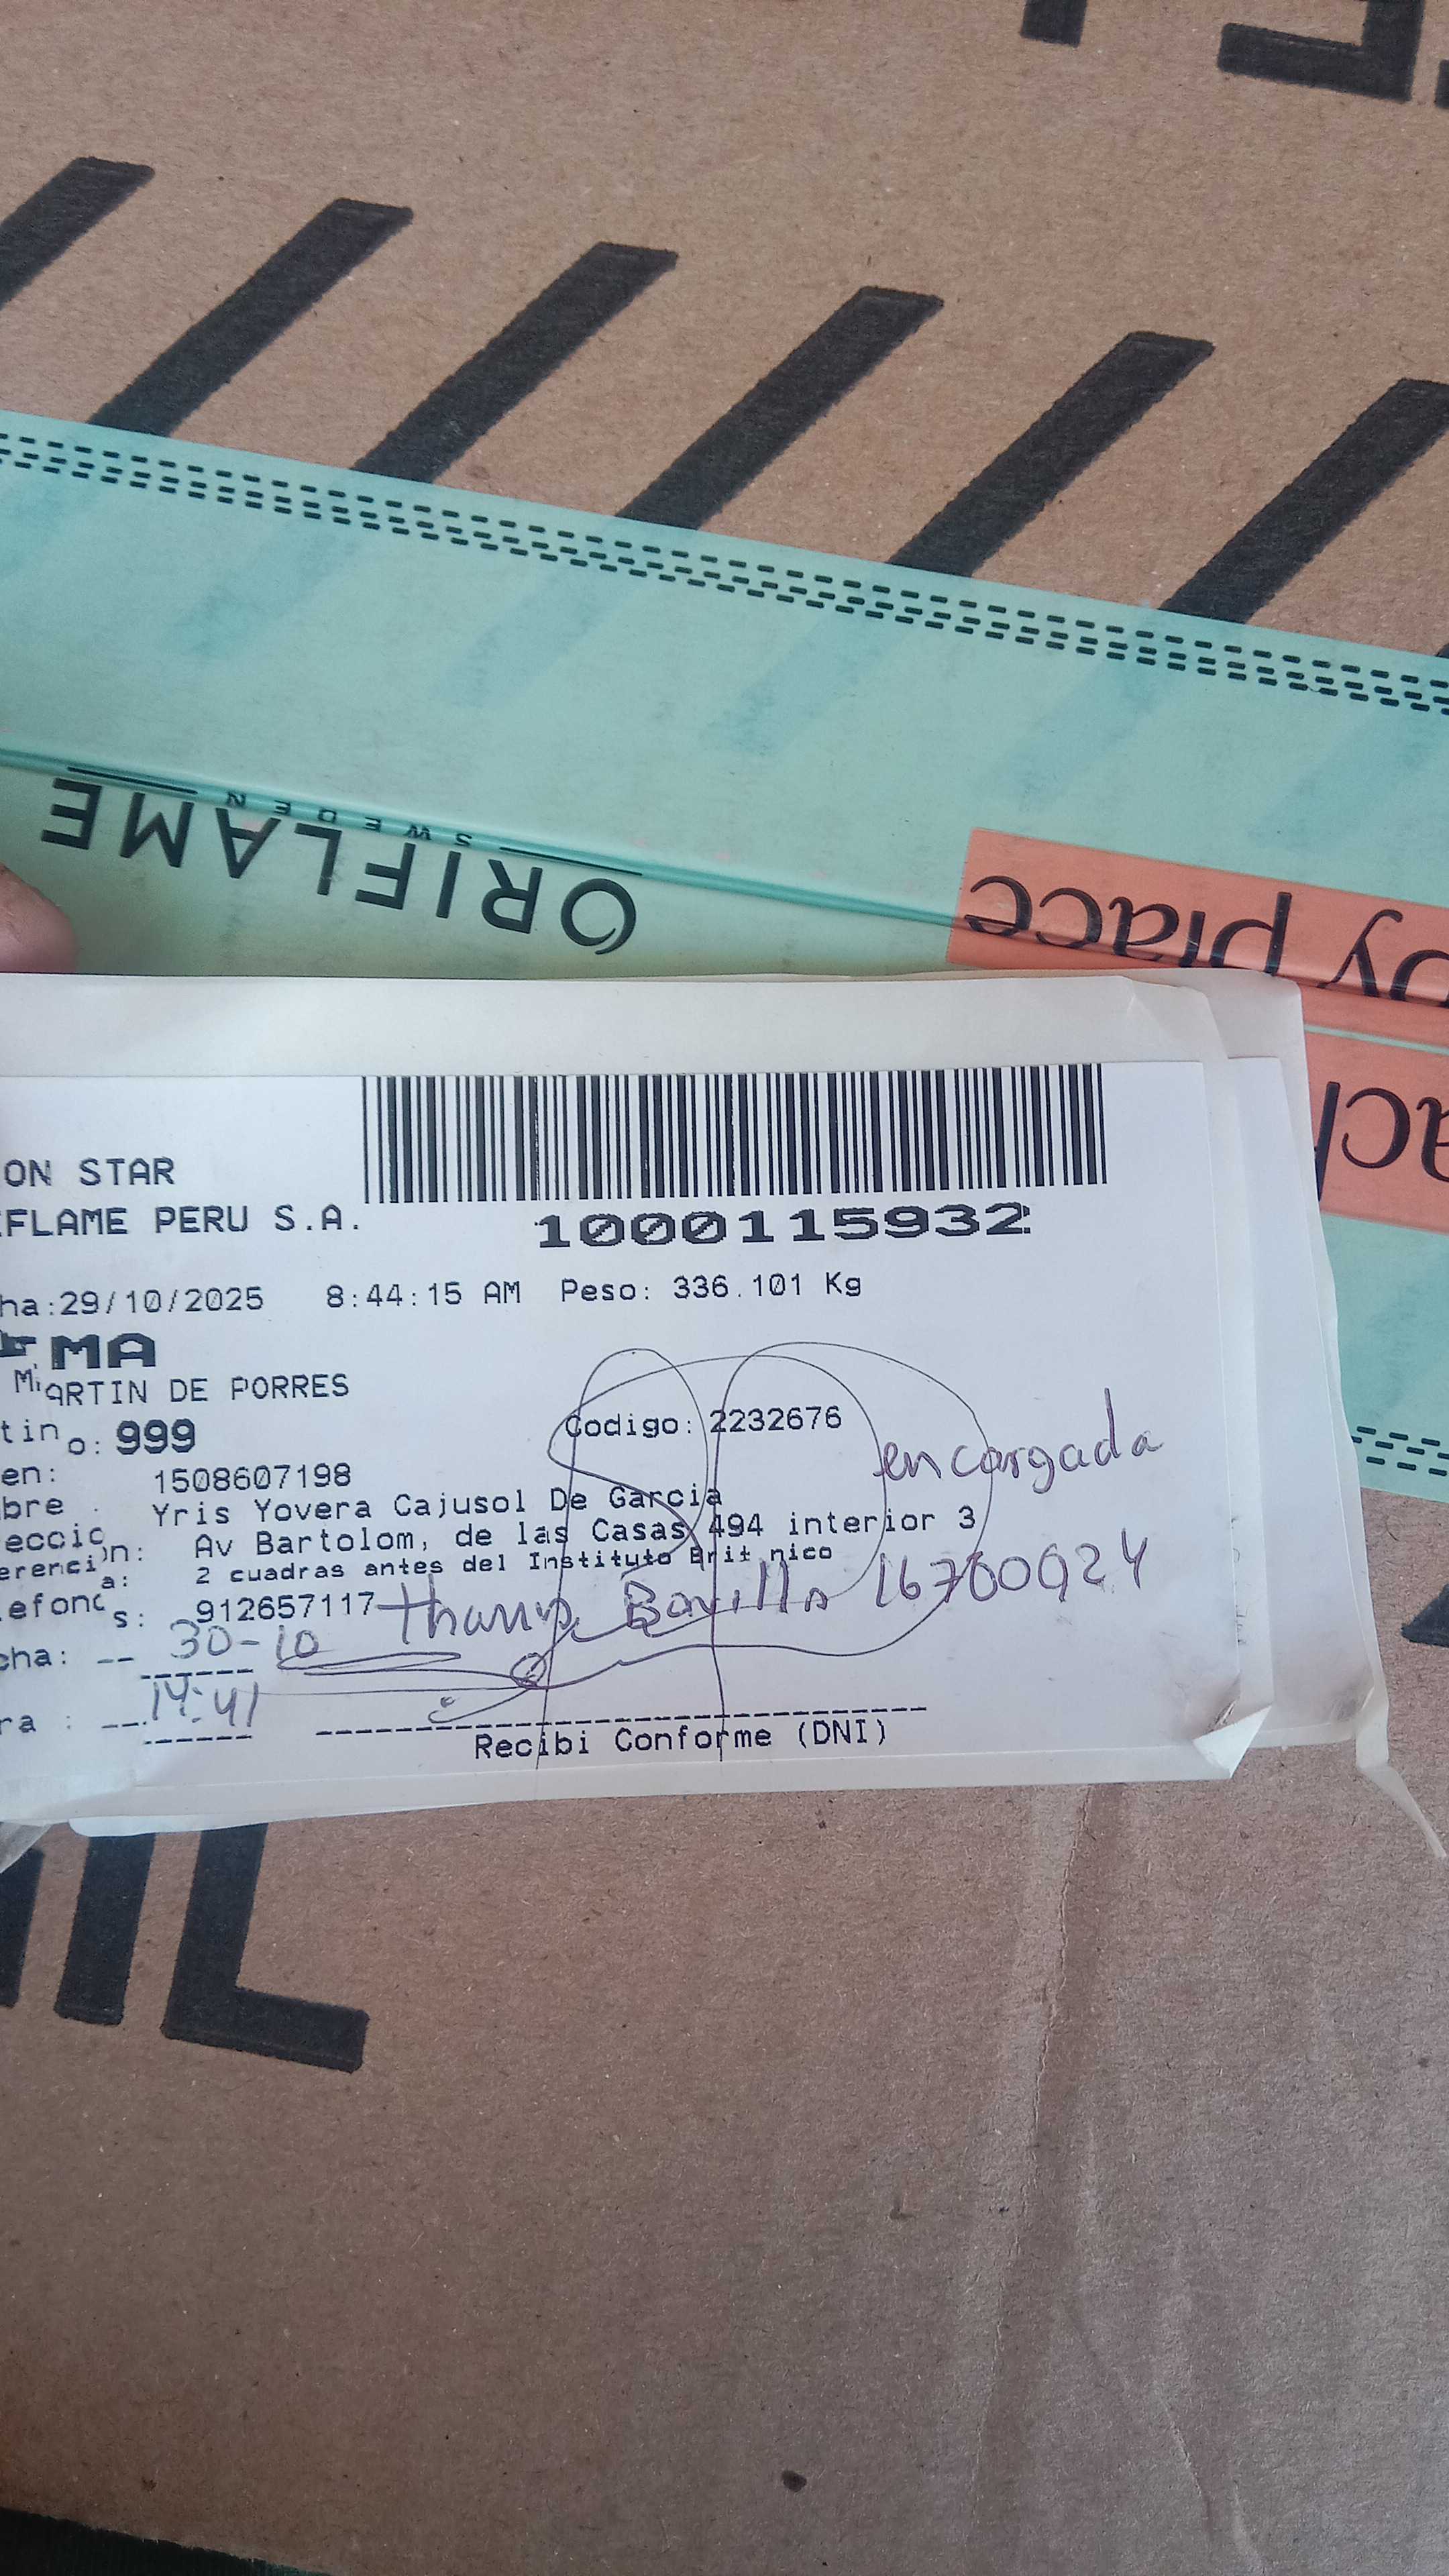 ORIFLAME
SWEDEN
by place
ON STAR
IFLAME PERU S.A.
1000115932
ha:29/10/2025 8:44:15 AM Peso: 336.101 Kg
MA
MARTIN DE PORRES
tino: 999
Codigo: 2232676
encargada
en: 1508607198
bre : Yris Yovera Cajusol De Garcia
eccion: Av Bartolom, de las Casas 494 interior 3
erencia: 2 cuadras antes del Instituto Brit nico
efonos: 912657117
16700924
cha: 30-10
ra : 14:41
Recibi Conforme (DNI)